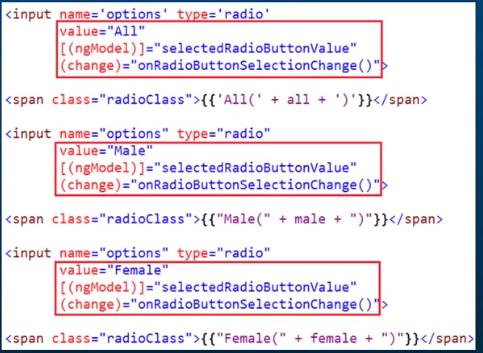 <input name='options' type='radio'
value="All"
[(ngModel)]="selectedRadioButtonValue"
(change)="onRadioButtonSelectionChange()">
<span class="radioClass">{{'All(' + all + ')'}}</span>
<input name="options" type="radio"
value="Male"
[(ngModel)]="selectedRadioButtonValue"
(change)="onRadioButtonSelectionChange()">
<span class="radioClass">{{"Male(" + male + ")"}}</span>
<input name="options" type="radio"
value="Female"
[(ngModel)]="selectedRadioButtonValue"
(change)="onRadioButtonSelectionChange()">
<span class="radioClass">{{"Female(" + female + ")"}}</span>